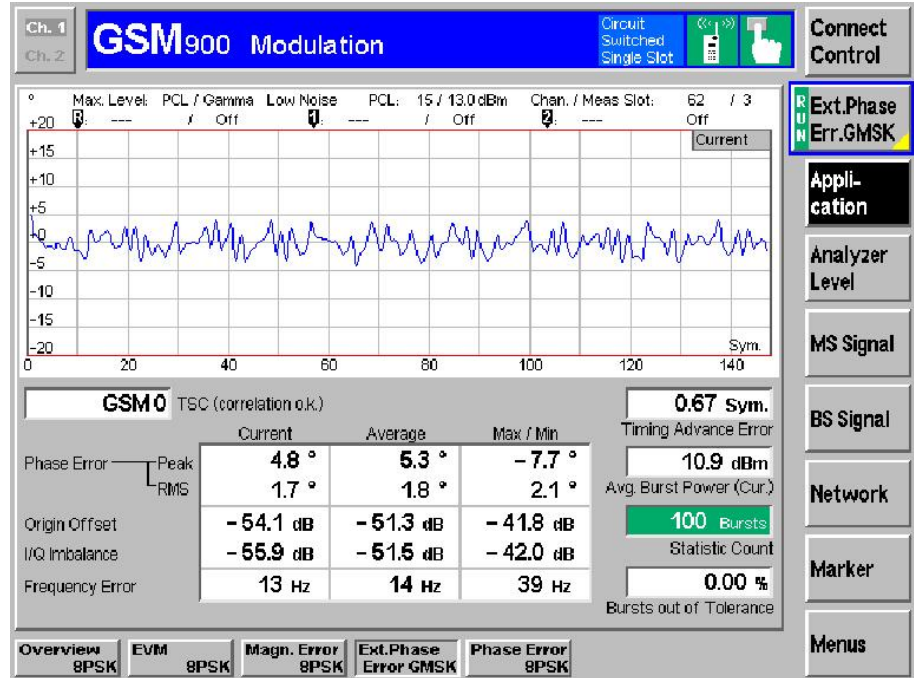 Ch. 1
Ch. 2
GSM900 Modulation
Circuit
Switched
Single Slot
Connect
Control
° Max. Level: PCL / Gamma Low Noise PCL: 15 / 13.0 dBm Chan. / Meas Slot: 62 / 3
R: --- / Off 1: --- / Off 2: --- Off
Current
RUN
Ext.Phase
Err.GMSK
+20
+15
+10
+5
+0
-5
-10
-15
-20
Sym.
0 20 40 60 80 100 120 140
Appli-
cation
Analyzer
Level
MS Signal
BS Signal
Network
Marker
Menus
GSM 0 TSC (correlation o.k.)
0.67 Sym.
Timing Advance Error
Current Average Max / Min
Phase Error Peak 4.8 ° 5.3 ° – 7.7 °
RMS 1.7 ° 1.8 ° 2.1 °
10.9 dBm
Avg. Burst Power (Cur.)
Origin Offset – 54.1 dB – 51.3 dB – 41.8 dB
100 Bursts
Statistic Count
I/Q Imbalance – 55.9 dB – 51.5 dB – 42.0 dB
Frequency Error 13 Hz 14 Hz 39 Hz
0.00 %
Bursts out of Tolerance
Overview
8PSK
EVM
8PSK
Magn. Error
8PSK
Ext.Phase
Error GMSK
Phase Error
8PSK